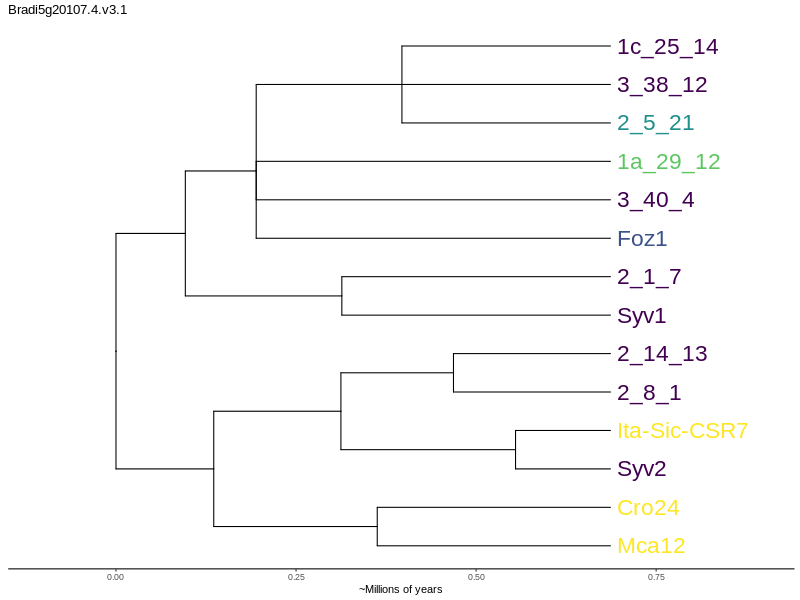 Bradi5g20107.4.v3.1
1c_25_14
3_38_12
2_5_21
1a_29_12
3_40_4
Foz1
2_1_7
Syv1
2_14_13
2_8_1
Ita-Sic-CSR7
Syv2
Cro24
Mca12
0.00 0.25 0.50 0.75
~Millions of years